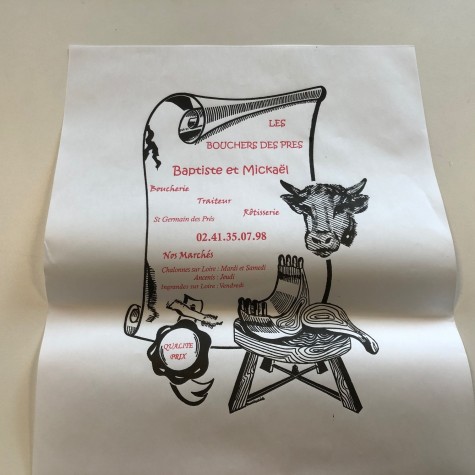 LES
BOUCHERS DES PRES
Baptiste et Mickaël
Boucherie
Traiteur
Rôtisserie
St Germain des Prés
02.41.35.07.98
Nos Marchés
Chalonnes sur Loire : Mardi et Samedi
Ancenis : Jeudi
Ingrandes sur Loire : Vendredi
QUALITE
PRIX